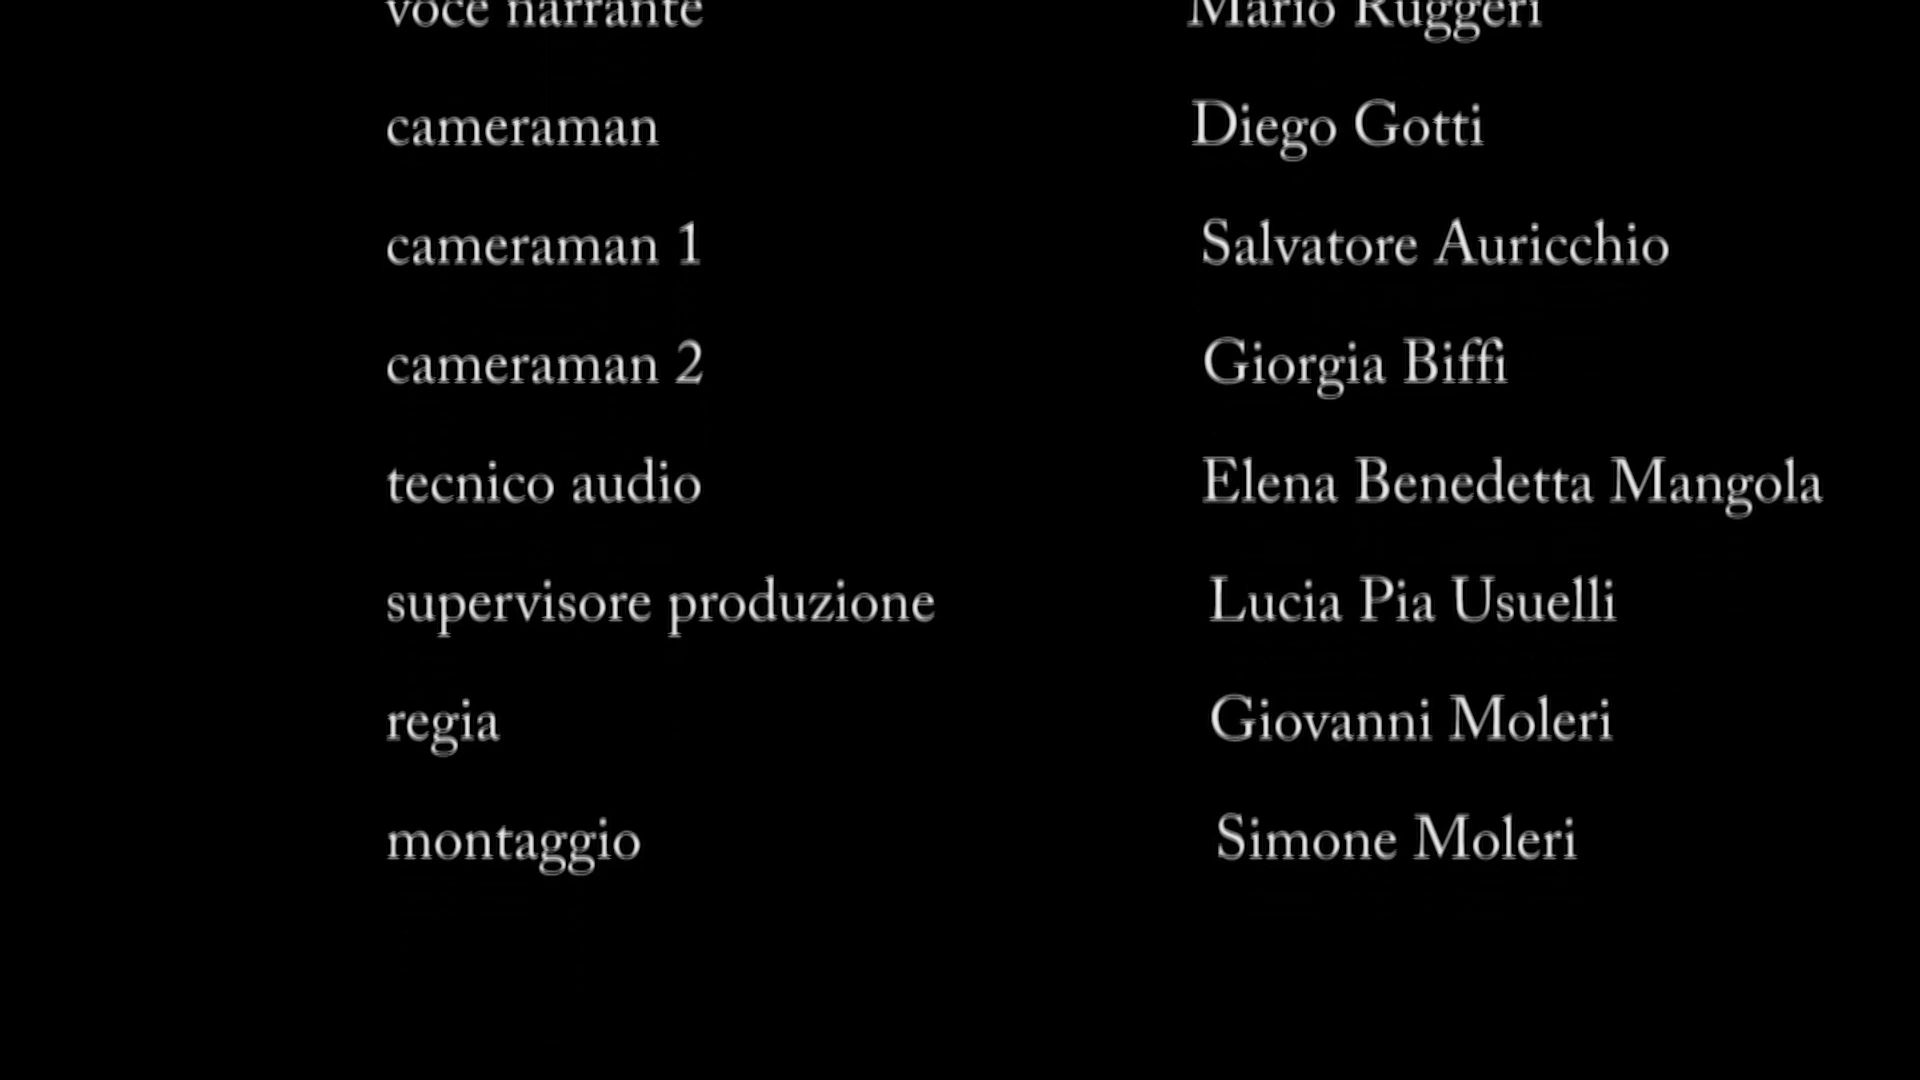 voce narrante Mario Ruggeri
cameraman Diego Gotti
cameraman 1 Salvatore Auricchio
cameraman 2 Giorgia Biffi
tecnico audio Elena Benedetta Mangola
supervisore produzione Lucia Pia Usuelli
regia Giovanni Moleri
montaggio Simone Moleri